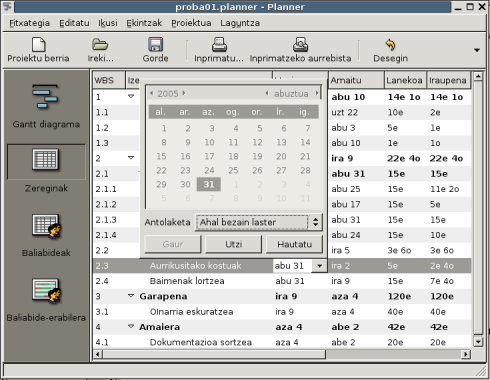 proba01.planner - Planner
Fitxategia Editatu Ikusi Ekintzak Proiektua Laguntza
Proiektu berria Ireki... Gorde Inprimatu... Inprimatzeko aurrebista Desegin
WBS Ize Amaitu Lanekoa Iraupena
1 abu 10 14e 1o 14e 1o
1.1 uzt 22 10e 2e
1.2 abu 3 5e 1e
1.3 abu 10 1e 1o
2 ira 9 22e 4o 22e 4o
2.1 abu 31 15e 15e
2.1.1 abu 25 15e 11e 2o
2.1.2 abu 17 15e 5e
2.1.3 abu 31 15e 15e
2.1.4 abu 24 15e 10e
2.2 ira 5 3e 6o 3e 6o
2.3 Aurrikusitako kostuak abu 31 ira 2 5e 2e 4o
2.4 Baimenak lortzea abu 31 ira 9 15e 7e 4o
3 Garapena ira 9 aza 4 120e 120e
3.1 OInarria eskuratzea ira 9 aza 4 40e 40e
4 Amaiera aza 4 abe 2 42e 42e
4.1 Dokumentazioa sortzea aza 4 abe 2 20e 20e
Gantt diagrama
Zereginak
Baliabideak
Baliabide-erabilera
2005 abuztua
al. ar. az. og. or. lr. ig.
1 2 3 4 5 6 7
8 9 10 11 12 13 14
15 16 17 18 19 20 21
22 23 24 25 26 27 28
29 30 31 1 2 3 4
5 6 7 8 9 10 11
Antolaketa Ahal bezain laster
Gaur Utzi Hautatu